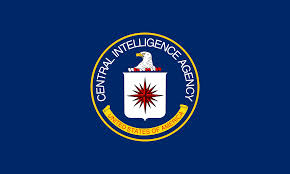 CENTRAL INTELLIGENCE AGENCY
UNITED STATES OF AMERICA